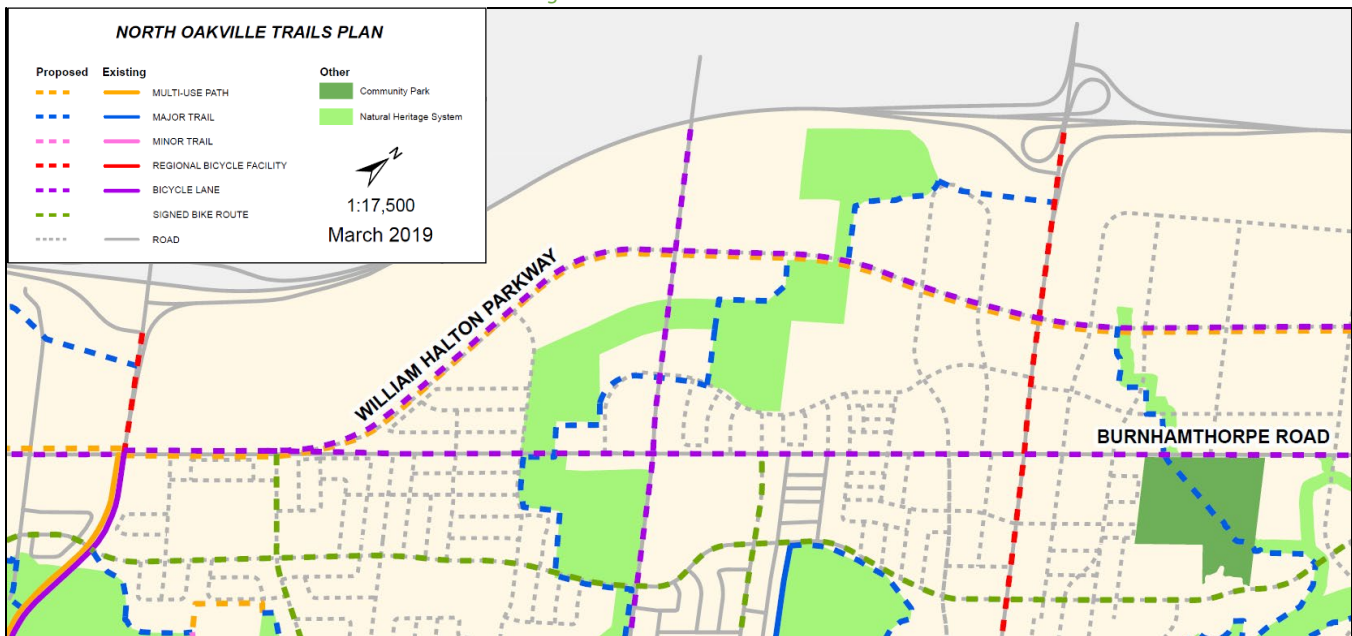 NORTH OAKVILLE TRAILS PLAN
Proposed Existing
MULTI-USE PATH
MAJOR TRAIL
MINOR TRAIL
REGIONAL BICYCLE FACILITY
BICYCLE LANE
SIGNED BIKE ROUTE
ROAD
Other
Community Park
Natural Heritage System
N
1:17,500
March 2019
WILLIAM HALTON PARKWAY
BURNHAMTHORPE ROAD